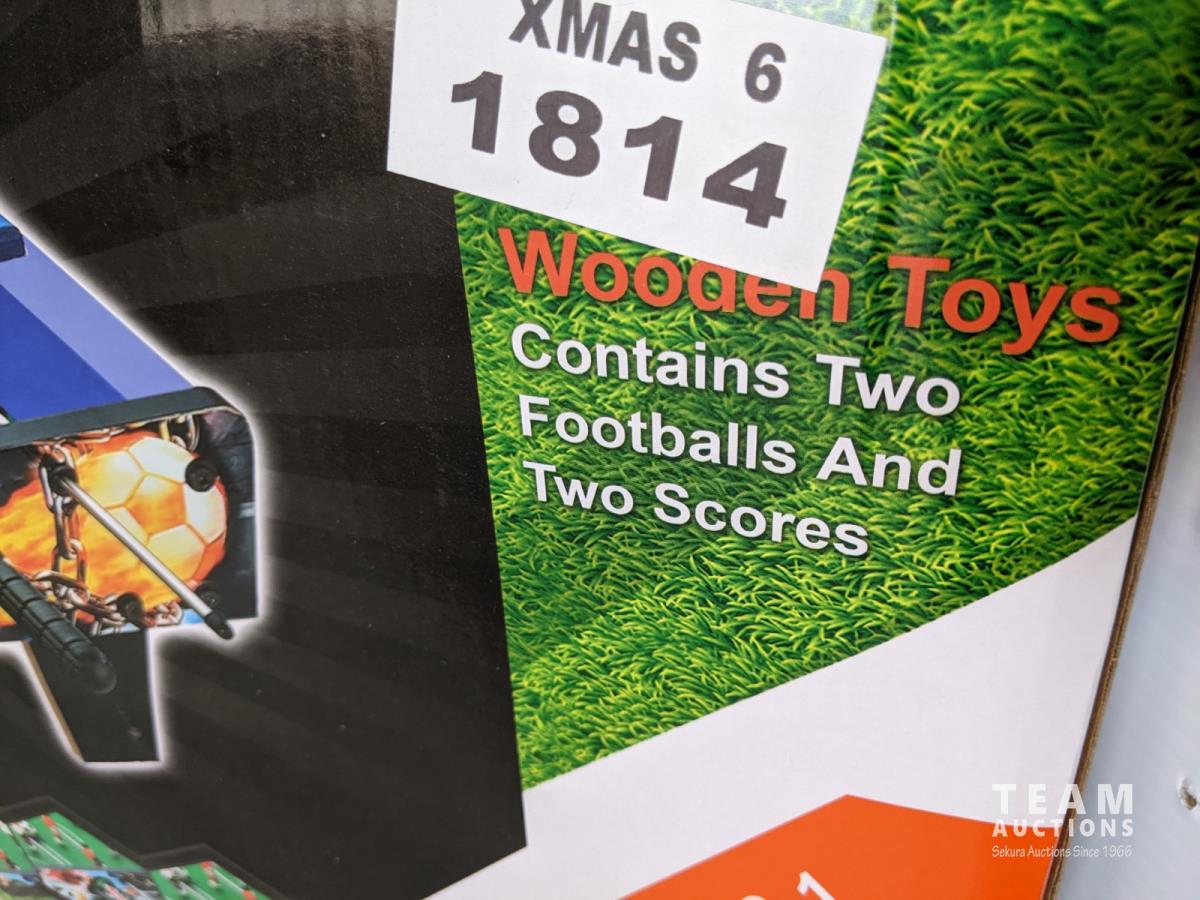 XMAS 6
1814
Wooden Toys
Contains Two
Footballs And
Two Scores
TEAM
AUCTIONS
Sekura Auctions Since 1966